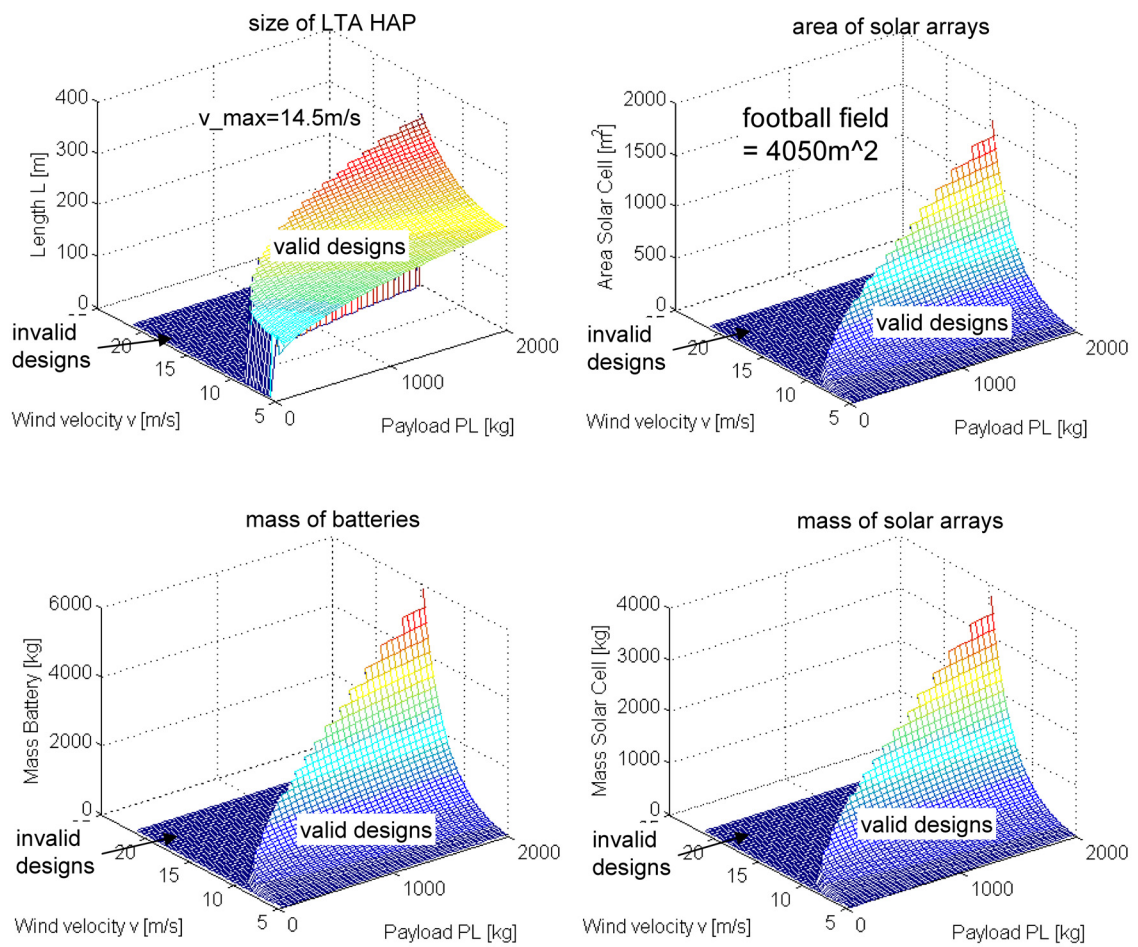 size of LTA HAP
400
300
200
100
0
Length L [m]
v_max=14.5m/s
valid designs
invalid
designs
20
15
10
5
Wind velocity v [m/s]
0
1000
2000
Payload PL [kg]
area of solar arrays
2000
1500
1000
500
0
Area Solar Cell [m²]
football field
= 4050m^2
valid designs
invalid
designs
20
15
10
5
Wind velocity v [m/s]
0
1000
2000
Payload PL [kg]
mass of batteries
6000
4000
2000
0
Mass Battery [kg]
valid designs
invalid
designs
20
15
10
5
Wind velocity v [m/s]
0
1000
2000
Payload PL [kg]
mass of solar arrays
4000
3000
2000
1000
0
Mass Solar Cell [kg]
valid designs
invalid
designs
20
15
10
5
Wind velocity v [m/s]
0
1000
2000
Payload PL [kg]